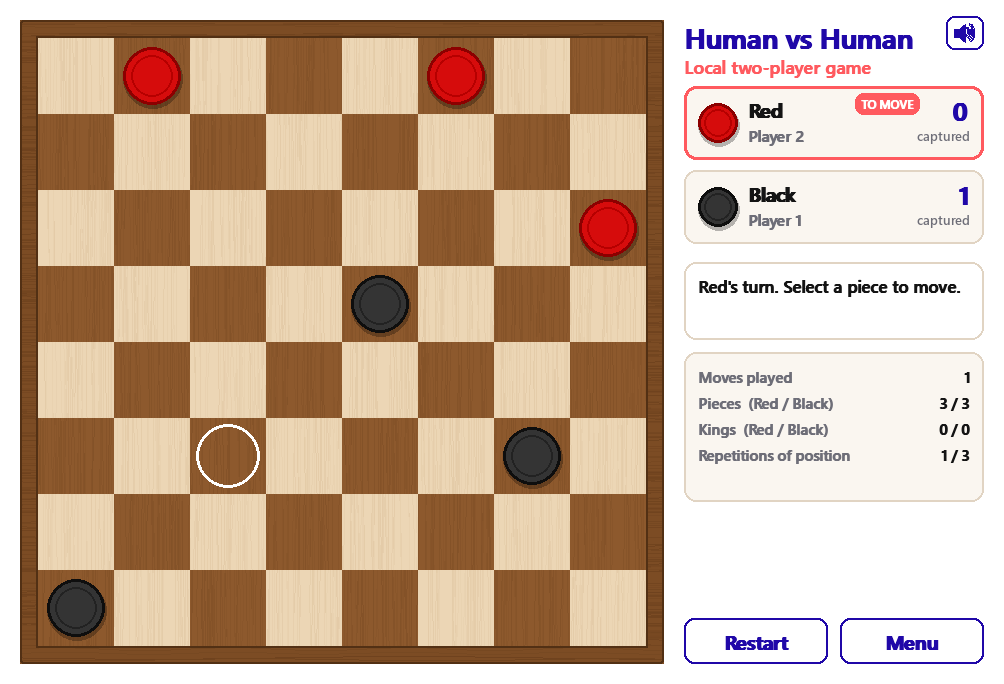 Human vs Human
Local two-player game
Red
TO MOVE
0
Player 2
captured
Black
1
Player 1
captured
Red's turn. Select a piece to move.
Moves played 1
Pieces (Red / Black) 3 / 3
Kings (Red / Black) 0 / 0
Repetitions of position 1 / 3
Restart
Menu